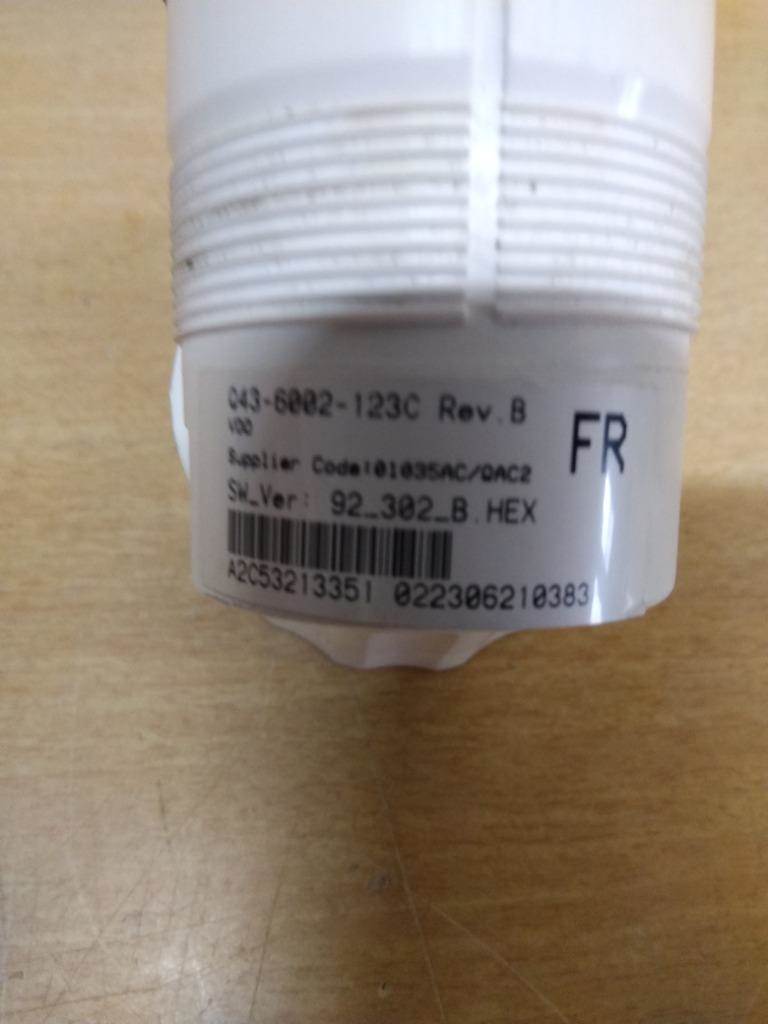 Q43-6002-123C Rev.B
VDO
FR
Supplier Code:01035AC/QAC2
SW_Ver: 92_302_B.HEX
A2C53213351 022306210383